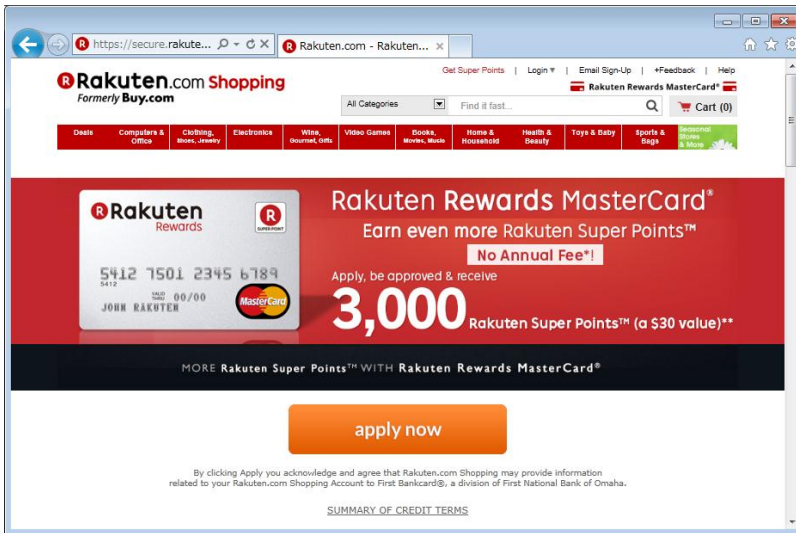 https://secure.rakute...
Rakuten.com - Rakuten...
Get Super Points | Login | Email Sign-Up | +Feedback | Help
Rakuten.com Shopping
Rakuten Rewards MasterCard®
Formerly Buy.com
All Categories
Find it fast...
Cart (0)
Deals
Computers & Office
Clothing, Shoes, Jewelry
Electronics
Wine, Gourmet, Gifts
Video Games
Books, Movies, Music
Home & Household
Health & Beauty
Toys & Baby
Sports & Bags
Seasonal Stores & More
Rakuten Rewards MasterCard®
Rakuten
Rewards
R
SUPER POINT
Earn even more Rakuten Super Points™
No Annual Fee*!
5412 7501 2345 6789
5412
VALID THRU 00/00
JOHN RAKUTEN
MasterCard
Apply, be approved & receive
3,000 Rakuten Super Points™ (a $30 value)**
MORE Rakuten Super Points™ WITH Rakuten Rewards MasterCard®
apply now
By clicking Apply you acknowledge and agree that Rakuten.com Shopping may provide information
related to your Rakuten.com Shopping Account to First Bankcard®, a division of First National Bank of Omaha.
SUMMARY OF CREDIT TERMS